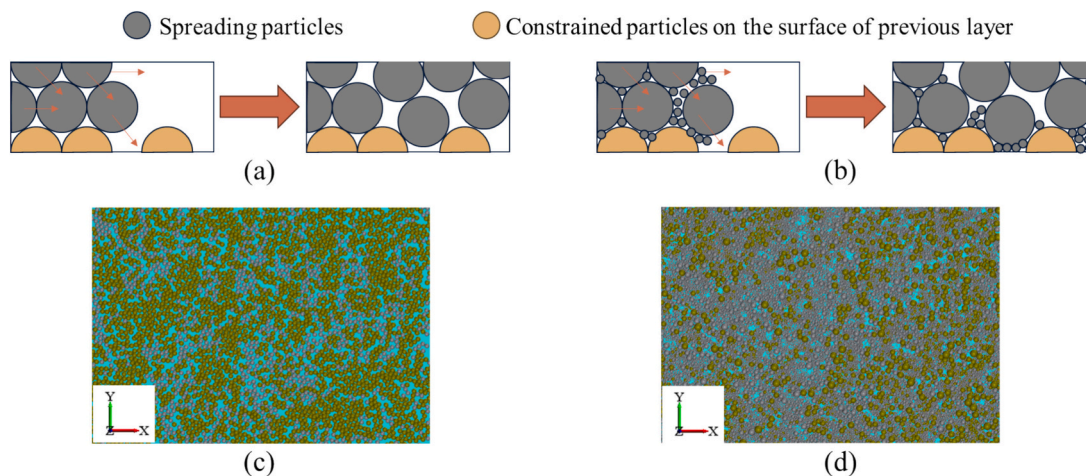 Spreading particles
Constrained particles on the surface of previous layer
(a)
(b)
Y
Z X
(c)
Y
Z X
(d)